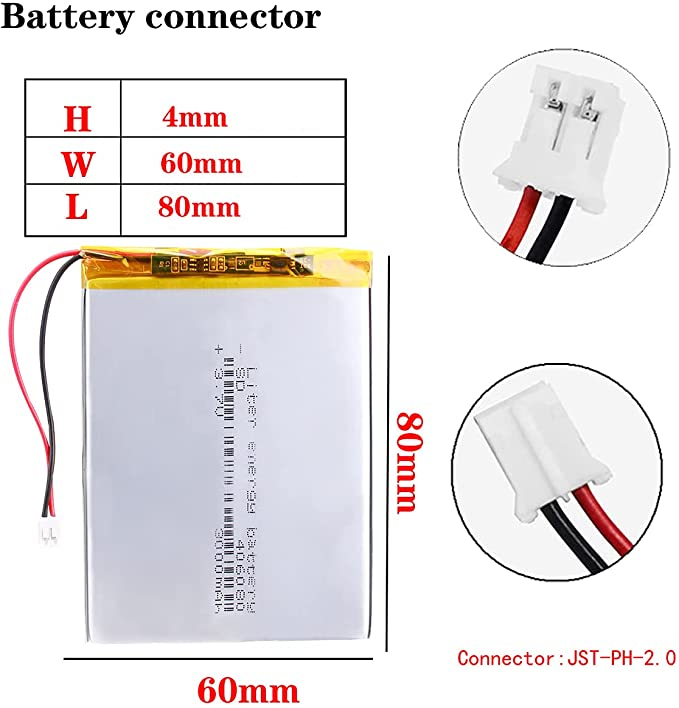 Battery connector
H 4mm
W 60mm
L 80mm
Liter energy battery
- SD 406080
+ 3.7V 3000mAh
80mm
60mm
Connector:JST-PH-2.0